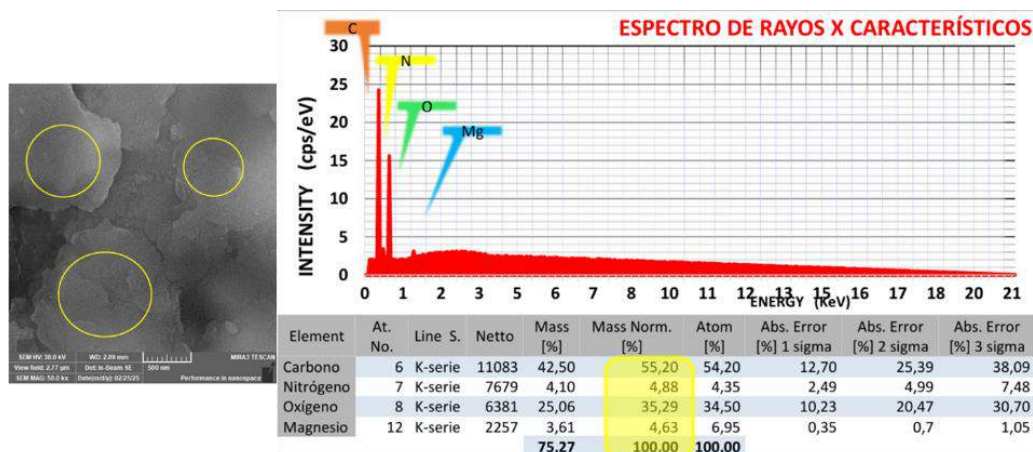 ESPECTRO DE RAYOS X CARACTERÍSTICOS
C
N
O
Mg
INTENSITY (cps/eV)
30
25
20
15
10
5
0
0 1 2 3 4 5 6 7 8 10 11 12 13 14 15 16 17 18 19 20 21
ENERGY (KeV)
SEM HV: 30.0 kV WD: 2.09 mm MIRA3 TESCAN
View field: 2.77 µm Det: In-Beam SE 500 nm
SEM MAG: 50.0 kx Date(m/d/y): 02/25/25 Performance in nanospace
Element At. No. Line S. Netto Mass [%] Mass Norm. [%] Atom [%] Abs. Error [%] 1 sigma Abs. Error [%] 2 sigma Abs. Error [%] 3 sigma
Carbono 6 K-serie 11083 42,50 55,20 54,20 12,70 25,39 38,09
Nitrógeno 7 K-serie 7679 4,10 4,88 4,35 2,49 4,99 7,48
Oxígeno 8 K-serie 6381 25,06 35,29 34,50 10,23 20,47 30,70
Magnesio 12 K-serie 2257 3,61 4,63 6,95 0,35 0,7 1,05
75.27 100.00 100.00